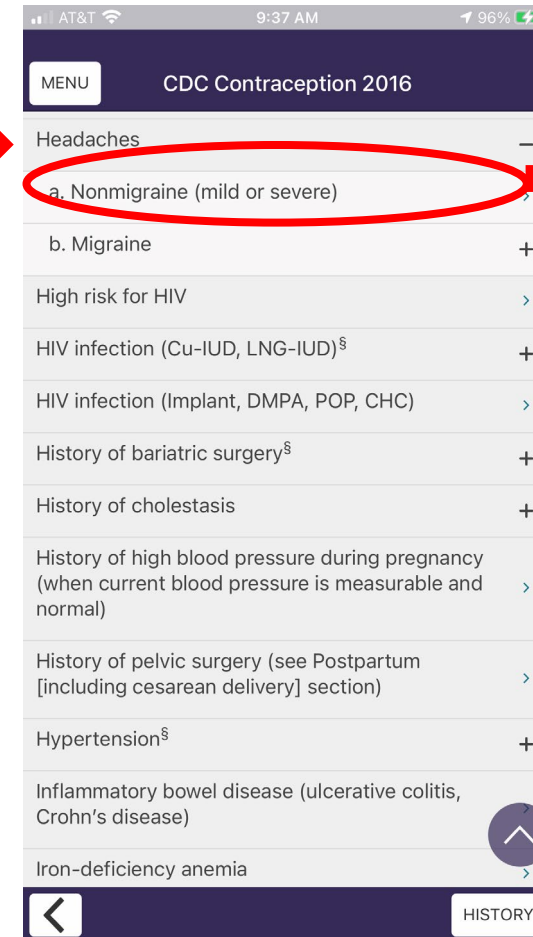 AT&T 9:37 AM 96%
MENU CDC Contraception 2016
Headaches
a. Nonmigraine (mild or severe)
b. Migraine
High risk for HIV
HIV infection (Cu-IUD, LNG-IUD)§
HIV infection (Implant, DMPA, POP, CHC)
History of bariatric surgery§
History of cholestasis
History of high blood pressure during pregnancy
(when current blood pressure is measurable and
normal)
History of pelvic surgery (see Postpartum
[including cesarean delivery] section)
Hypertension§
Inflammatory bowel disease (ulcerative colitis,
Crohn's disease)
Iron-deficiency anemia
HISTORY